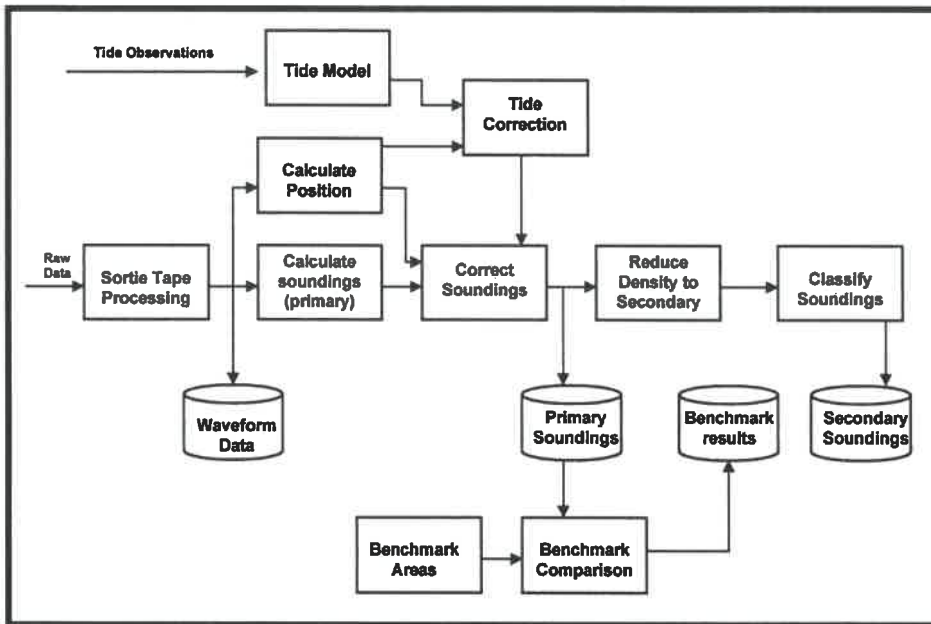 Tide Observations
Tide Model
Tide
Correction
Calculate
Position
Raw
Data
Sortie Tape
Processing
Calculate
soundings
(primary)
Correct
Soundings
Reduce
Density to
Secondary
Classify
Soundings
Waveform
Data
Primary
Soundings
Benchmark
results
Secondary
Soundings
Benchmark
Areas
Benchmark
Comparison